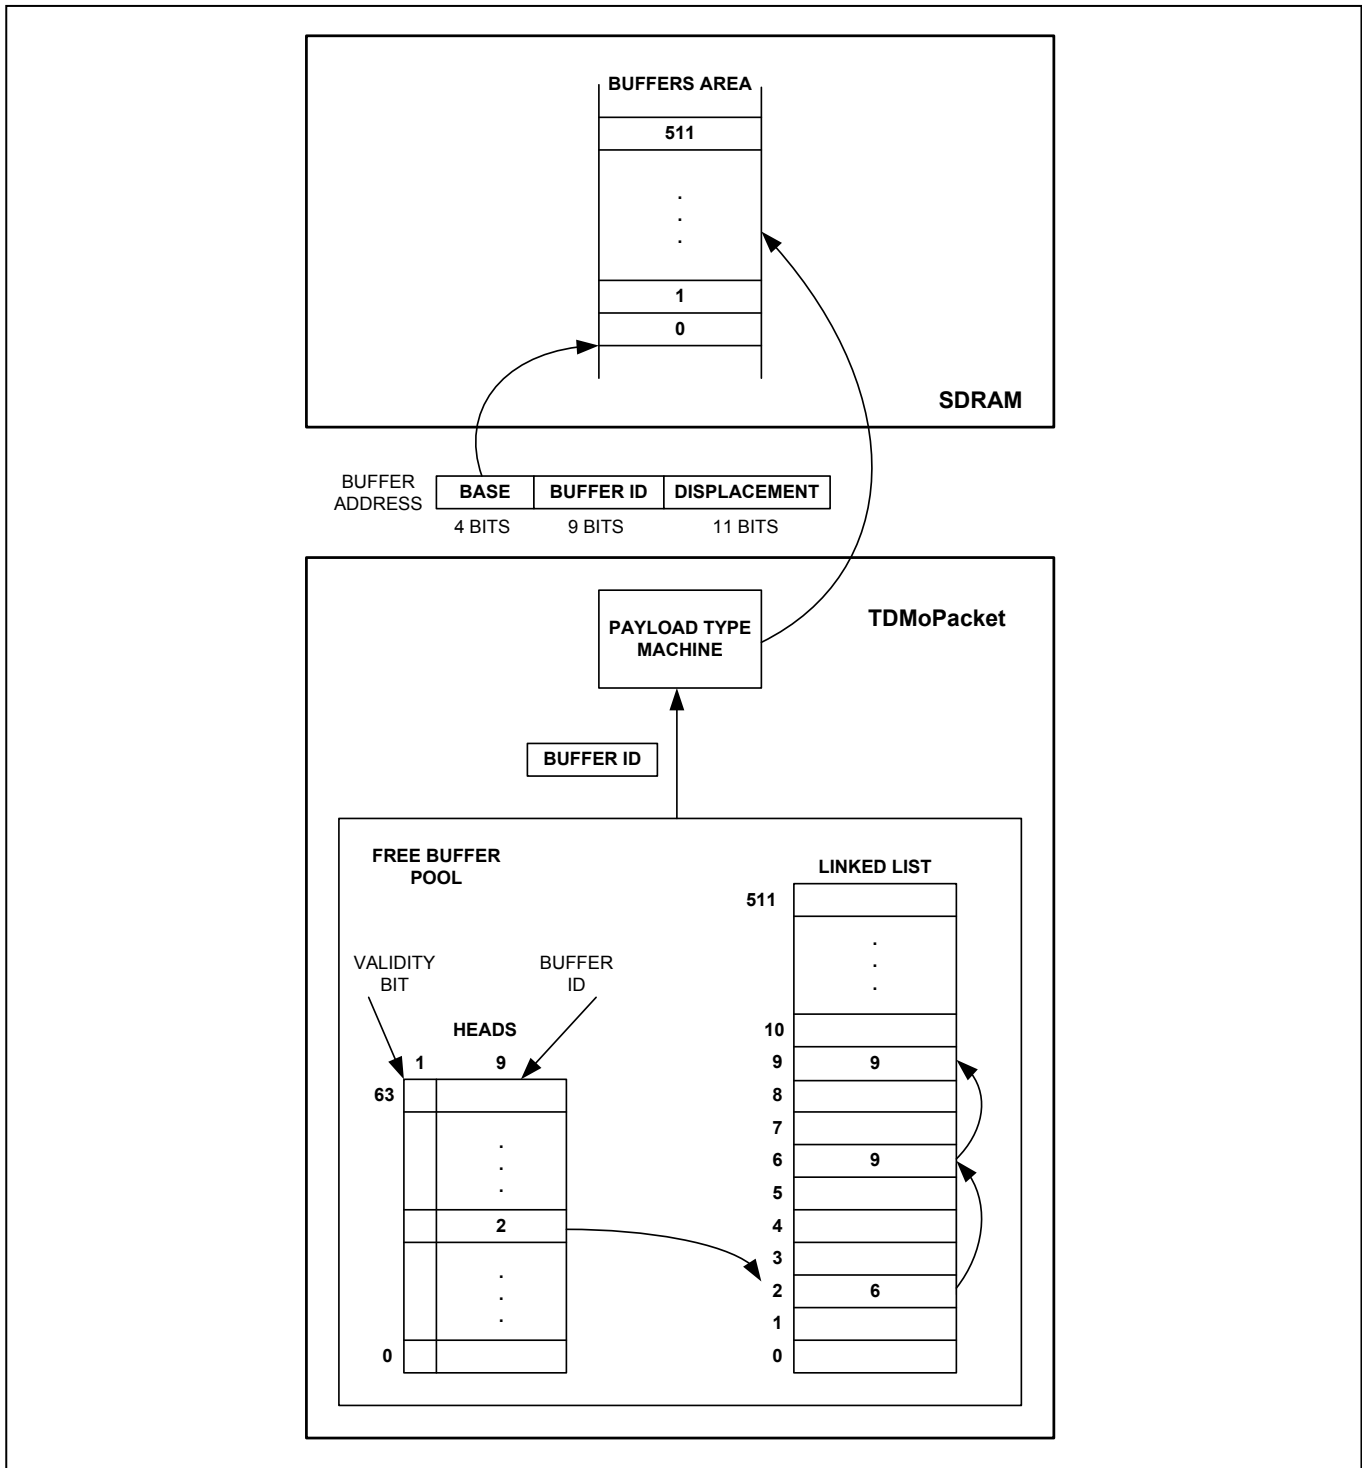 BUFFERS AREA
511
.
.
.
1
0
SDRAM
BUFFER
ADDRESS
BASE BUFFER ID DISPLACEMENT
4 BITS 9 BITS 11 BITS
PAYLOAD TYPE
MACHINE
TDMoPacket
BUFFER ID
FREE BUFFER
POOL
VALIDITY
BIT
BUFFER
ID
HEADS
1 9
63
.
.
.
2
.
.
.
0
LINKED LIST
511
.
.
.
10
9 9
8
7
6 9
5
4
3
2 6
1
0